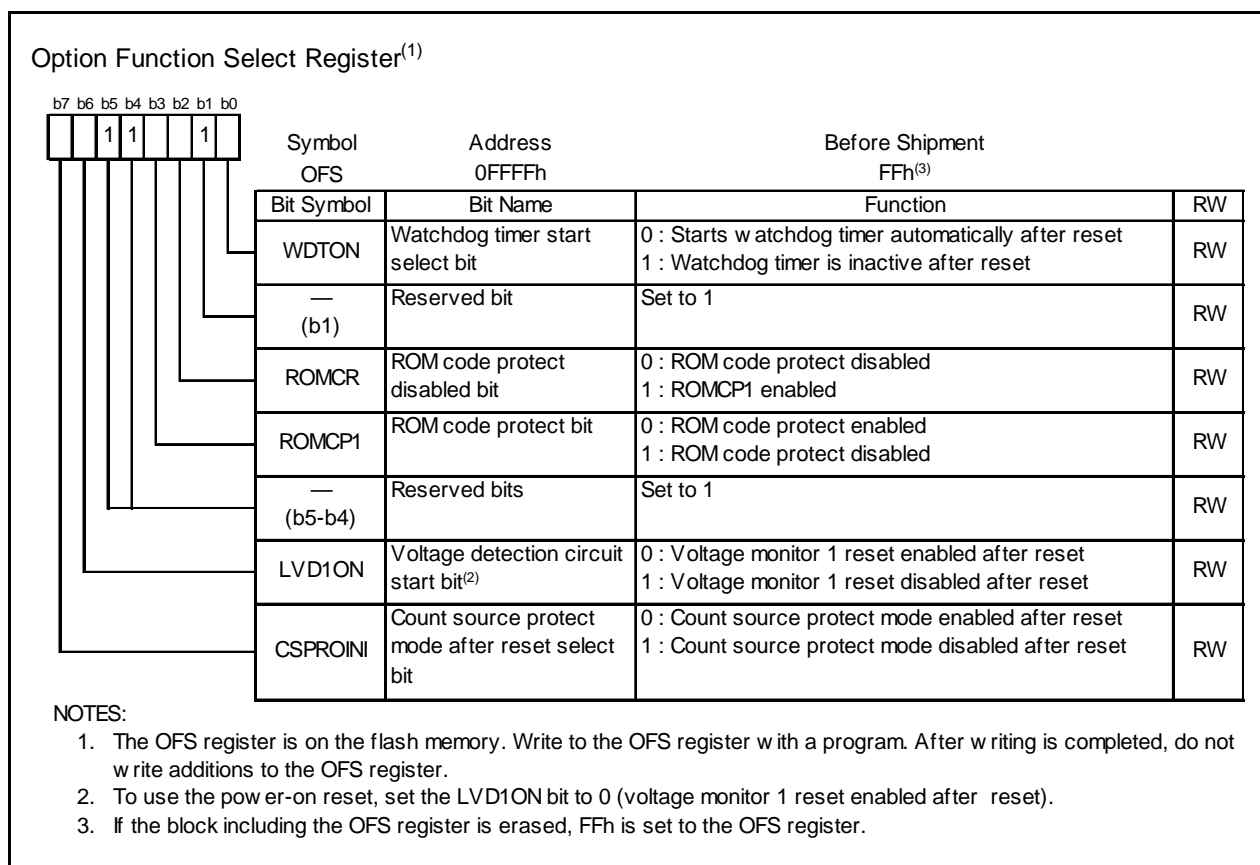 Option Function Select Register(1)
b7 b6 b5 b4 b3 b2 b1 b0
1 1 1
Symbol Address Before Shipment
OFS 0FFFFh FFh(3)
Bit Symbol Bit Name Function RW
WDTON Watchdog timer start select bit 0 : Starts watchdog timer automatically after reset RW
1 : Watchdog timer is inactive after reset
— (b1) Reserved bit Set to 1 RW
ROMCR ROM code protect disabled bit 0 : ROM code protect disabled RW
1 : ROMCP1 enabled
ROMCP1 ROM code protect bit 0 : ROM code protect enabled RW
1 : ROM code protect disabled
— (b5-b4) Reserved bits Set to 1 RW
LVD1ON Voltage detection circuit start bit(2) 0 : Voltage monitor 1 reset enabled after reset RW
1 : Voltage monitor 1 reset disabled after reset
CSPROINI Count source protect mode after reset select bit 0 : Count source protect mode enabled after reset RW
1 : Count source protect mode disabled after reset
NOTES:
1. The OFS register is on the flash memory. Write to the OFS register with a program. After writing is completed, do not
write additions to the OFS register.
2. To use the power-on reset, set the LVD1ON bit to 0 (voltage monitor 1 reset enabled after reset).
3. If the block including the OFS register is erased, FFh is set to the OFS register.